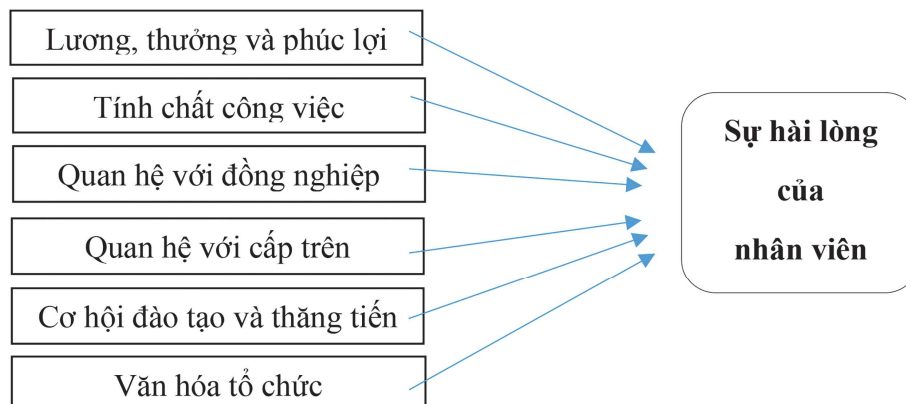 Lương, thưởng và phúc lợi
Tính chất công việc
Quan hệ với đồng nghiệp
Quan hệ với cấp trên
Cơ hội đào tạo và thăng tiến
Văn hóa tổ chức
Sự hài lòng
của
nhân viên